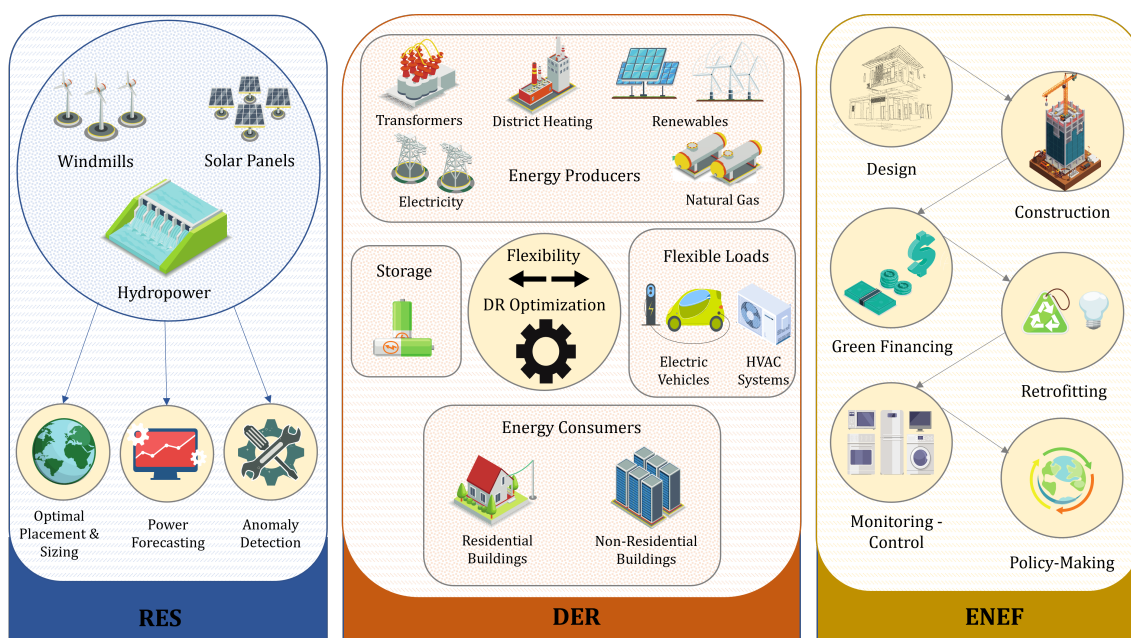 Windmills
Solar Panels
Hydropower
Optimal
Placement &
Sizing
Power
Forecasting
Anomaly
Detection
RES
Transformers
District Heating
Renewables
Electricity
Energy Producers
Natural Gas
Storage
Flexibility
DR Optimization
Flexible Loads
Electric
Vehicles
HVAC
Systems
Energy Consumers
Residential
Buildings
Non-Residential
Buildings
DER
Design
Construction
Green Financing
Retrofitting
Monitoring -
Control
Policy-Making
ENEF